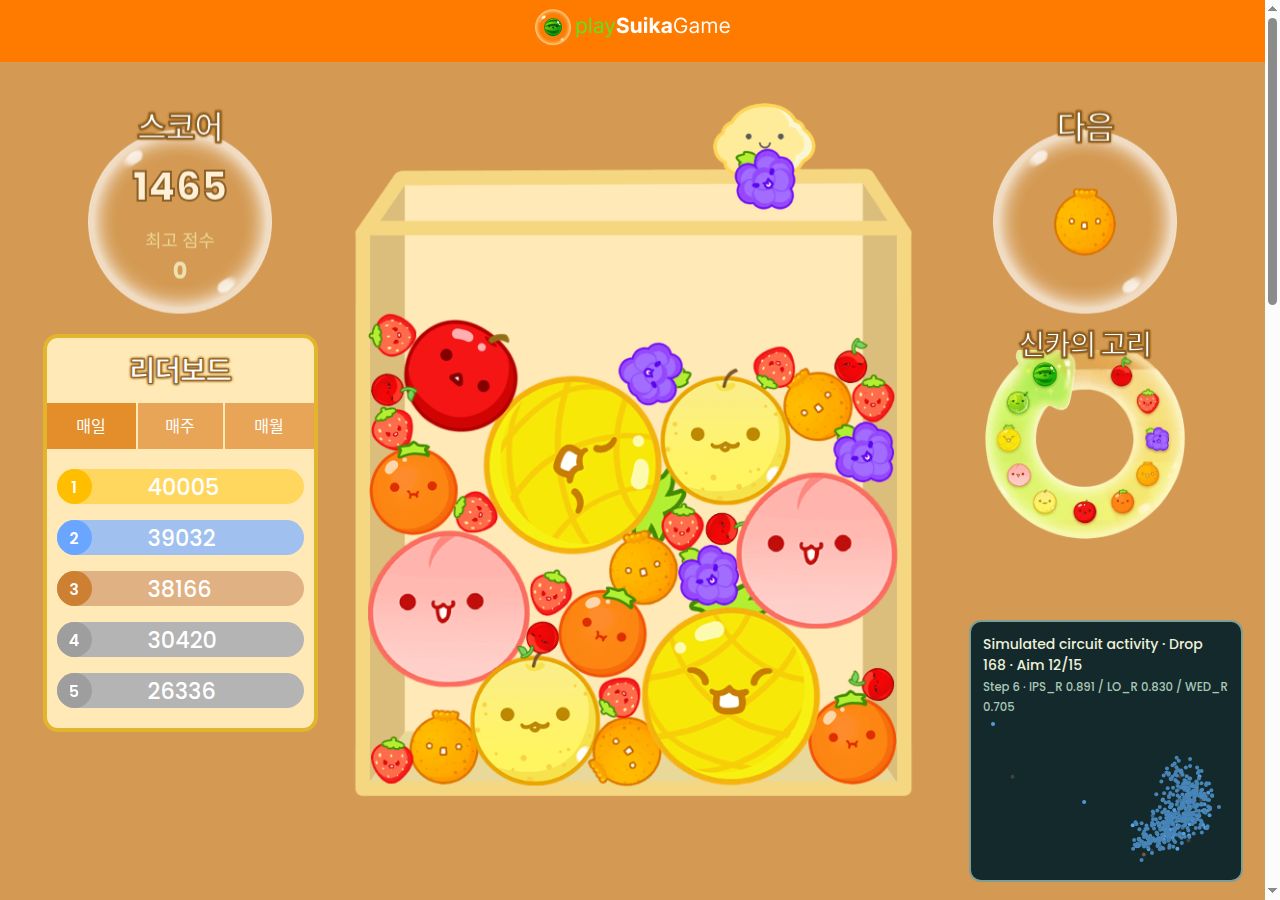 playSuikaGame
스코어
1465
최고 점수
0
다음
신카의 고리
리더보드
매일 매주 매월
1 40005
2 39032
3 38166
4 30420
5 26336
Simulated circuit activity · Drop
168 · Aim 12/15
Step 6 · IPS_R 0.891 / LO_R 0.830 / WED_R
0.705